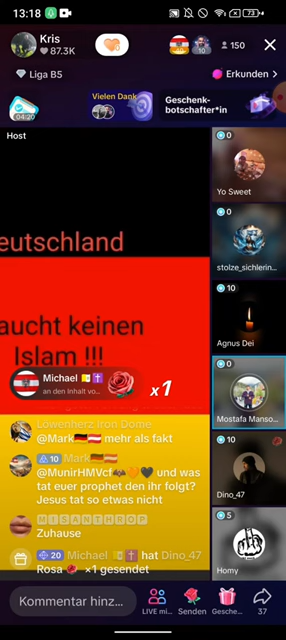 13:18
73
Kris
87.3K
10
150
Liga B5
Erkunden >
04:20
Vielen Dank
Geschenk-
botschafter*in
Host
0
Yo Sweet
eutschland
0
stolze_sichlerin...
aucht keinen
Islam !!!
10
Agnus Dei
Michael
an den Inhalt vo...
x1
0
Mostafa Manso...
Löwenherz Iron Dome
@Mark mehr als fakt
10 Mark
@MunirHMVcf und was
tat euer prophet den ihr folgt?
Jesus tat so etwas nicht
10
Dino_47
MISANTHROP
Zuhause
20 Michael hat Dino_47
Rosa ×1 gesendet
5
Homy
Kommentar hinz...
LIVE mi...
Senden
Gesche...
37